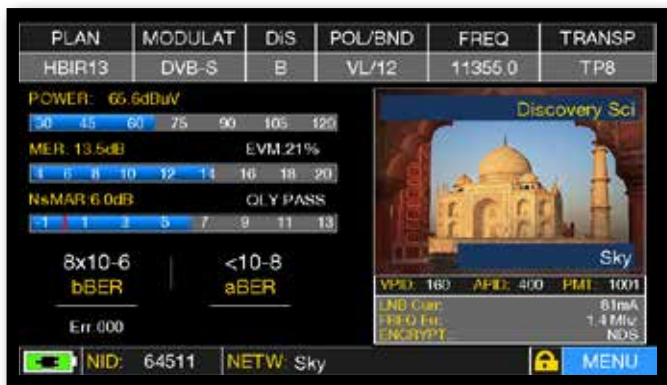 PLAN MODULAT DiS POL/BND FREQ TRANSP
HBIR13 DVB-S B VL/12 11355.0 TP8
POWER: 65.6dBuV
30 45 60 75 90 105 120
MER: 13.5dB EVM:21%
4 6 8 10 12 14 16 18 20
NsMAR 6.0dB QLY PASS
-1 1 3 5 7 9 11 13
8x10-6 <10-8
bBER aBER
Err 000
Discovery Sci
Sky
VPID: 160 APID: 400 PMT: 1001
LNB Curr: 81mA
FREQ Err: 1.4 Mhz
ENCRYPT. NDS
NID: 64511 NETW: Sky
MENU